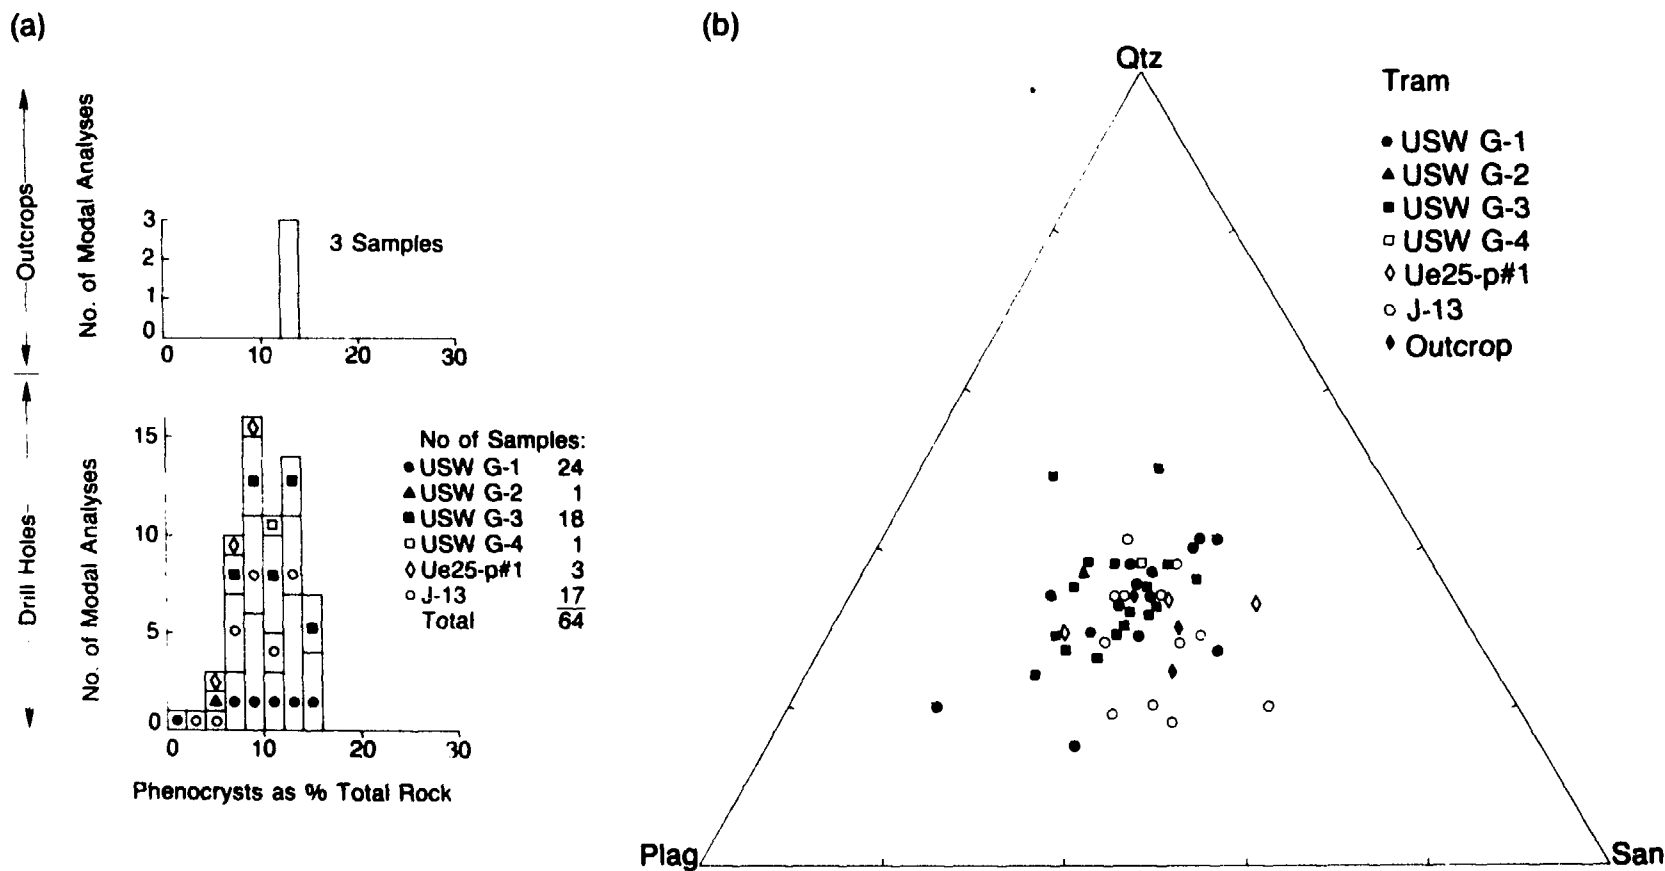 (a)
Outcrops
No. of Modal Analyses
3
2
1
0
0 10 20 30
3 Samples
Drill Holes
No. of Modal Analyses
15
10
5
0
0 10 20 30
Phenocrysts as % Total Rock
No of Samples:
USW G-1 24
USW G-2 1
USW G-3 18
USW G-4 1
Ue25-p#1 3
J-13 17
Total 64
(b)
Qtz
Plag
San
Tram
USW G-1
USW G-2
USW G-3
USW G-4
Ue25-p#1
J-13
Outcrop